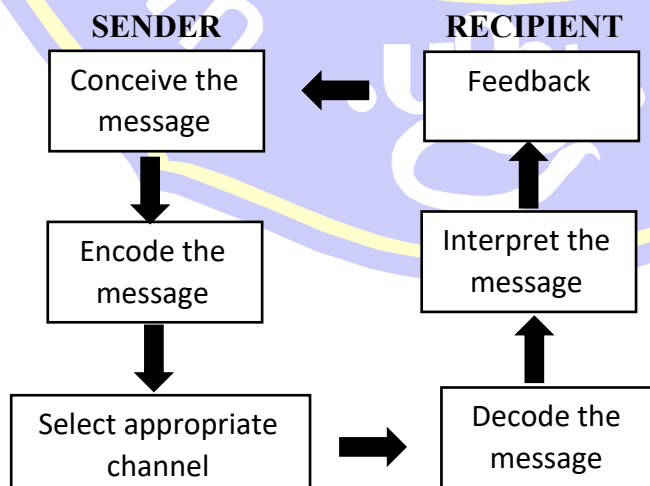 SENDER
RECIPIENT
Conceive the
message
Feedback
Encode the
message
Interpret the
message
Select appropriate
channel
Decode the
message